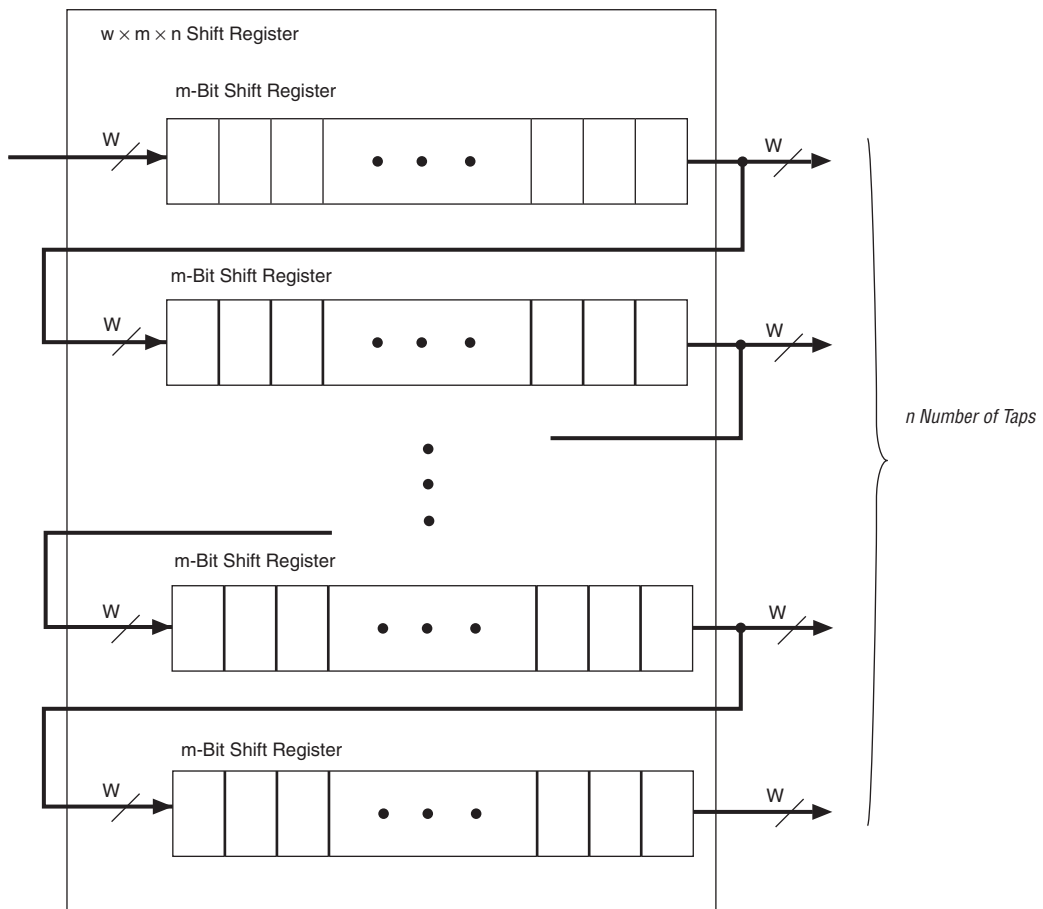 w × m × n Shift Register
m-Bit Shift Register
W
W
m-Bit Shift Register
W
W
n Number of Taps
m-Bit Shift Register
W
W
m-Bit Shift Register
W
W